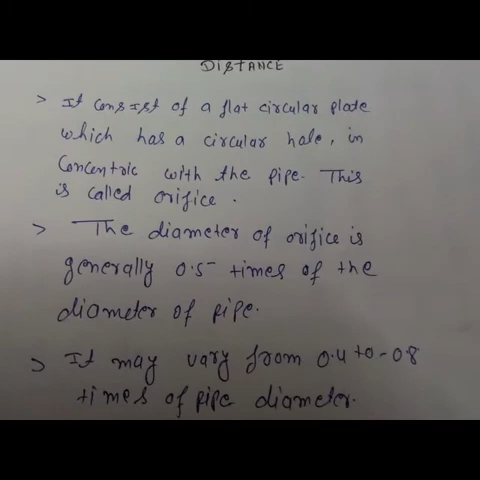 DISTANCE
> It consist of a flat circular plate
which has a circular hole, in
concentric with the pipe. This
is called orifice.
> The diameter of orifice is
generally 0.5 times of the
diameter of pipe.
> It may vary from 0.4 to - 0.8
times of pipe diameter.